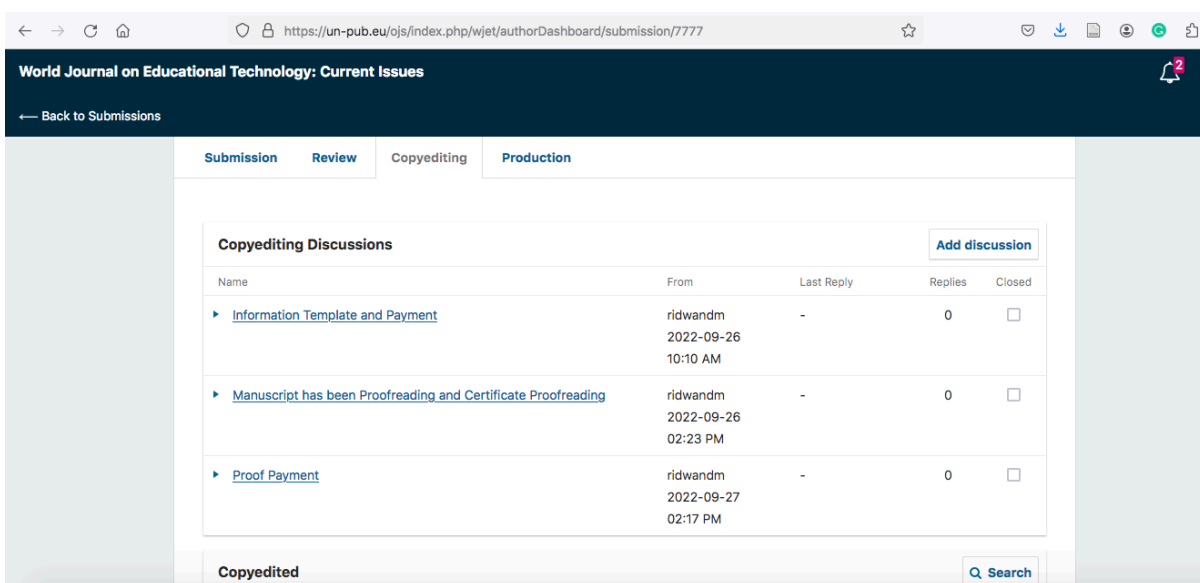 https://un-pub.eu/ojs/index.php/wjet/authorDashboard/submission/7777
World Journal on Educational Technology: Current Issues
2
← Back to Submissions
Submission Review Copyediting Production
Copyediting Discussions Add discussion
Name From Last Reply Replies Closed
Information Template and Payment ridwandm - 0
2022-09-26
10:10 AM
Manuscript has been Proofreading and Certificate Proofreading ridwandm - 0
2022-09-26
02:23 PM
Proof Payment ridwandm - 0
2022-09-27
02:17 PM
Copyedited Search